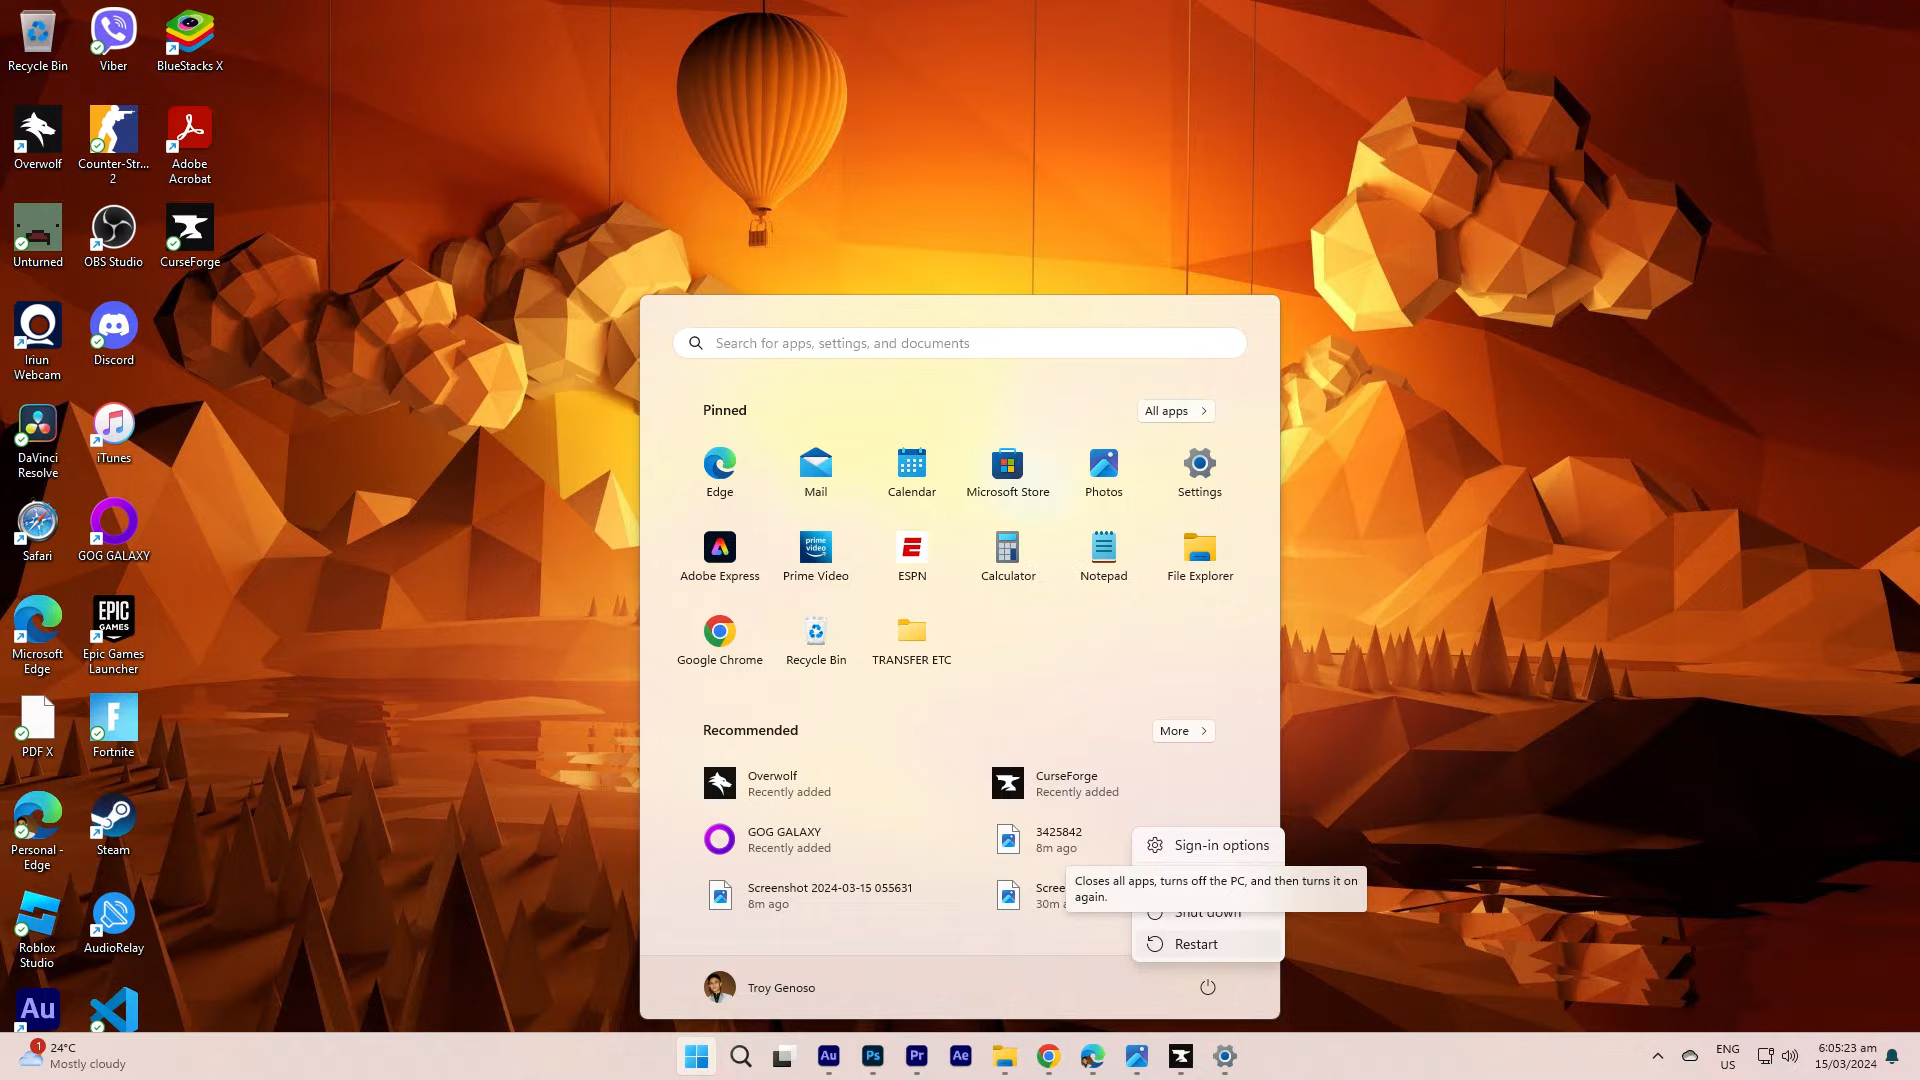 Recycle Bin
Viber
BlueStacks X
Overwolf
Counter-Str...
2
Adobe
Acrobat
Unturned
OBS Studio
CurseForge
Iriun
Webcam
Discord
DaVinci
Resolve
iTunes
Safari
GOG GALAXY
Microsoft
Edge
EPIC
GAMES
Epic Games
Launcher
PDF X
F
Fortnite
Personal -
Edge
Steam
Roblox
Studio
AudioRelay
Au
Search for apps, settings, and documents
Pinned
All apps
Edge
Mail
Calendar
Microsoft Store
Photos
Settings
prime
video
E
Adobe Express
Prime Video
ESPN
Calculator
Notepad
File Explorer
Google Chrome
Recycle Bin
TRANSFER ETC
Recommended
More
Overwolf
Recently added
CurseForge
Recently added
GOG GALAXY
Recently added
3425842
8m ago
Screenshot 2024-03-15 055631
8m ago
Scree
30m a
Sign-in options
Closes all apps, turns off the PC, and then turns it on
again.
Shut down
Restart
Troy Genoso
1
24°C
Mostly cloudy
Au
Ps
Pr
Ae
ENG
US
6:05:23 am
15/03/2024